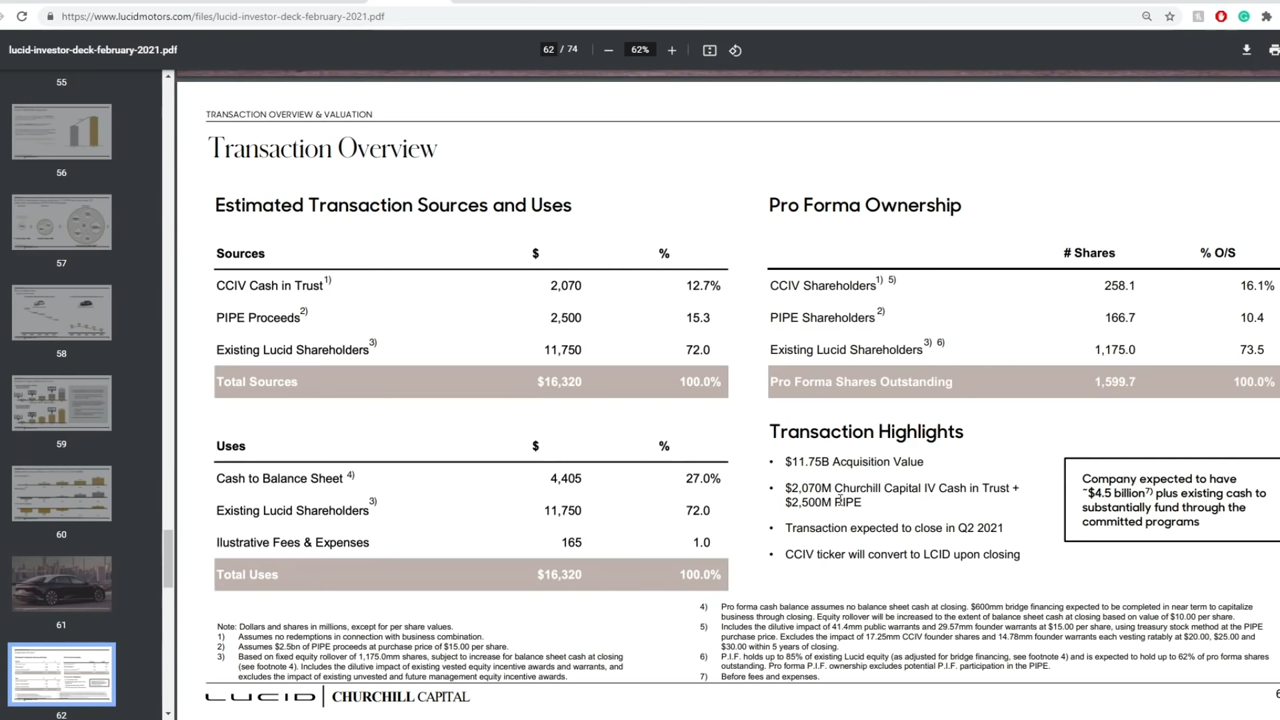 https://www.lucidmotors.com/files/lucid-investor-deck-february-2021.pdf
lucid-investor-deck-february-2021.pdf
62 / 74
62%
55
56
57
58
59
60
61
62
TRANSACTION OVERVIEW & VALUATION
Transaction Overview
Estimated Transaction Sources and Uses
Sources $ %
CCIV Cash in Trust 1) 2,070 12.7%
PIPE Proceeds 2) 2,500 15.3
Existing Lucid Shareholders 3) 11,750 72.0
Total Sources $16,320 100.0%
Uses $ %
Cash to Balance Sheet 4) 4,405 27.0%
Existing Lucid Shareholders 3) 11,750 72.0
Ilustrative Fees & Expenses 165 1.0
Total Uses $16,320 100.0%
Pro Forma Ownership
# Shares % O/S
CCIV Shareholders 1) 5) 258.1 16.1%
PIPE Shareholders 2) 166.7 10.4
Existing Lucid Shareholders 3) 6) 1,175.0 73.5
Pro Forma Shares Outstanding 1,599.7 100.0%
Transaction Highlights
• $11.75B Acquisition Value
• $2,070M Churchill Capital IV Cash in Trust +
$2,500M PIPE
• Transaction expected to close in Q2 2021
• CCIV ticker will convert to LCID upon closing
Company expected to have
~$4.5 billion 7) plus existing cash to
substantially fund through the
committed programs
Note: Dollars and shares in millions, except for per share values.
1) Assumes no redemptions in connection with business combination.
2) Assumes $2.5bn of PIPE proceeds at purchase price of $15.00 per share.
3) Based on fixed equity rollover of 1,175.0mm shares, subject to increase for balance sheet cash at closing
(see footnote 4). Includes the dilutive impact of existing vested equity incentive awards and warrants, and
excludes the impact of existing unvested and future management equity incentive awards.
4) Pro forma cash balance assumes no balance sheet cash at closing. $600mm bridge financing expected to be completed in near term to capitalize
business through closing. Equity rollover will be increased to the extent of balance sheet cash at closing based on value of $10.00 per share.
5) Includes the dilutive impact of 41.4mm public warrants and 29.57mm founder warrants at $15.00 per share, using treasury stock method at the PIPE
purchase price. Excludes the impact of 17.25mm CCIV founder shares and 14.78mm founder warrants each vesting ratably at $20.00, $25.00 and
$30.00 within 5 years of closing.
6) P.I.F. holds up to 85% of existing Lucid equity (as adjusted for bridge financing, see footnote 4) and is expected to hold up to 62% of pro forma shares
outstanding. Pro forma P.I.F. ownership excludes potential P.I.F. participation in the PIPE.
7) Before fees and expenses.
LUCID | CHURCHILL CAPITAL
6